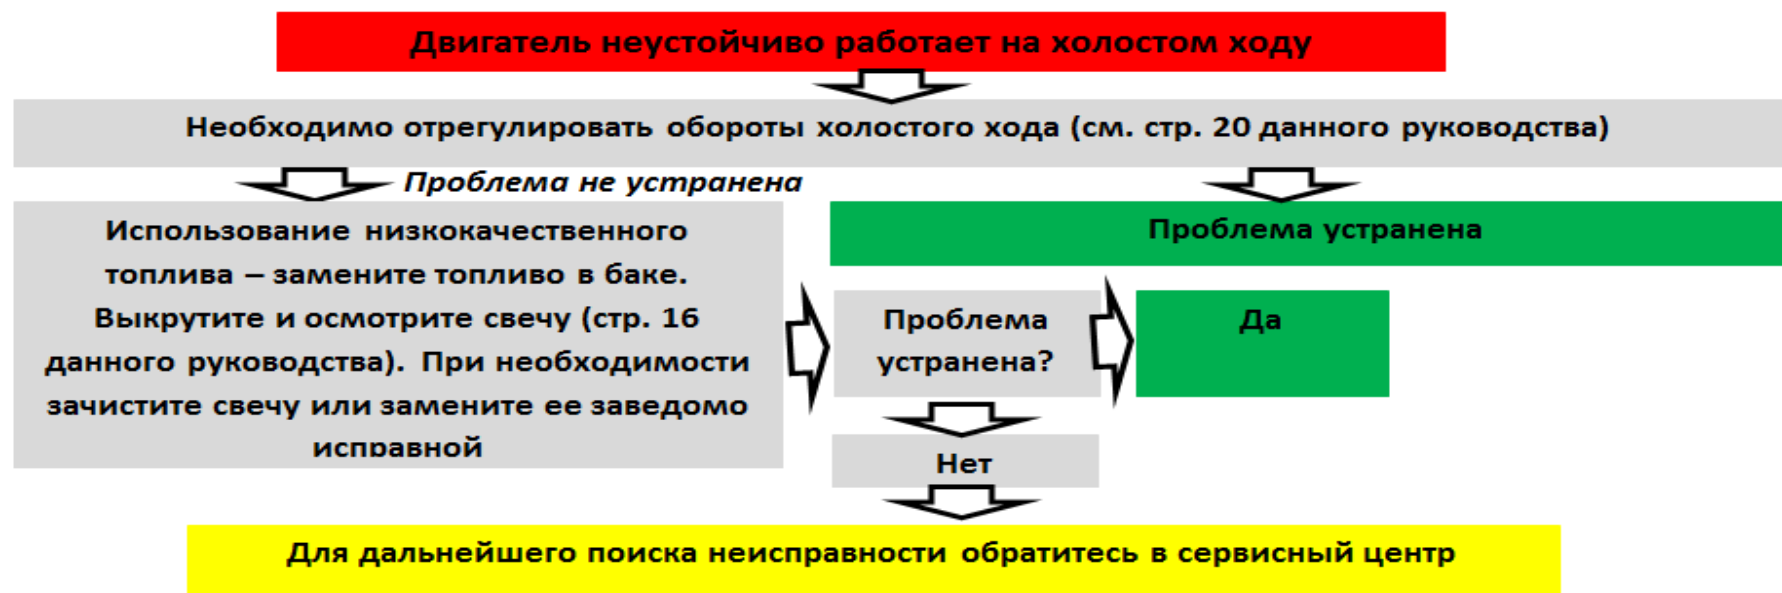 Двигатель неустойчиво работает на холостом ходу
Необходимо отрегулировать обороты холостого хода (см. стр. 20 данного руководства)
Проблема не устранена
Использование низкокачественного
топлива – замените топливо в баке.
Выкрутите и осмотрите свечу (стр. 16
данного руководства). При необходимости
зачистите свечу или замените ее заведомо
исправной
Проблема устранена
Проблема
устранена?
Да
Нет
Для дальнейшего поиска неисправности обратитесь в сервисный центр